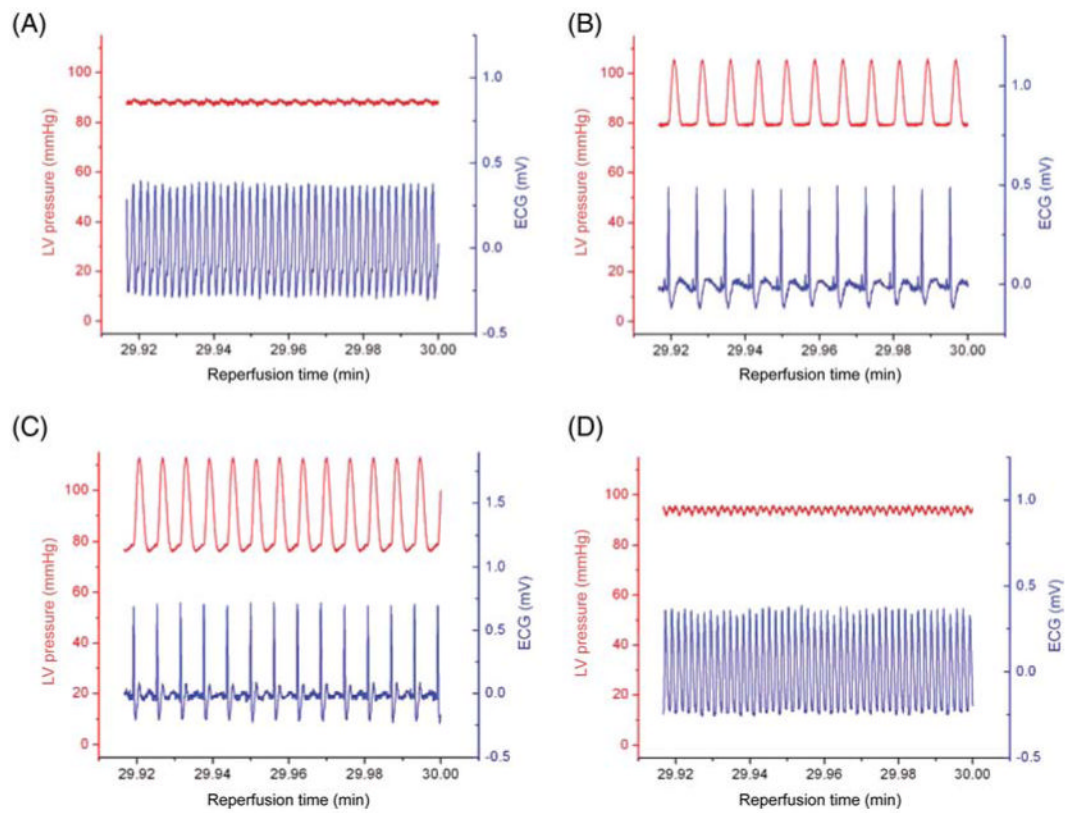 (A)
LV pressure (mmHg)
100
80
60
40
20
0
1.0
0.5
0.0
-0.5
ECG (mV)
29.92 29.94 29.96 29.98 30.00
Reperfusion time (min)
(B)
LV pressure (mmHg)
100
80
60
40
20
0
1.0
0.5
0.0
ECG (mV)
29.92 29.94 29.96 29.98 30.00
Reperfusion time (min)
(C)
LV pressure (mmHg)
100
80
60
40
20
0
1.5
1.0
0.5
0.0
-0.5
ECG (mV)
29.92 29.94 29.96 29.98 30.00
Reperfusion time (min)
(D)
LV pressure (mmHg)
100
80
60
40
20
0
1.0
0.5
0.0
-0.5
ECG (mV)
29.92 29.94 29.96 29.98 30.00
Reperfusion time (min)